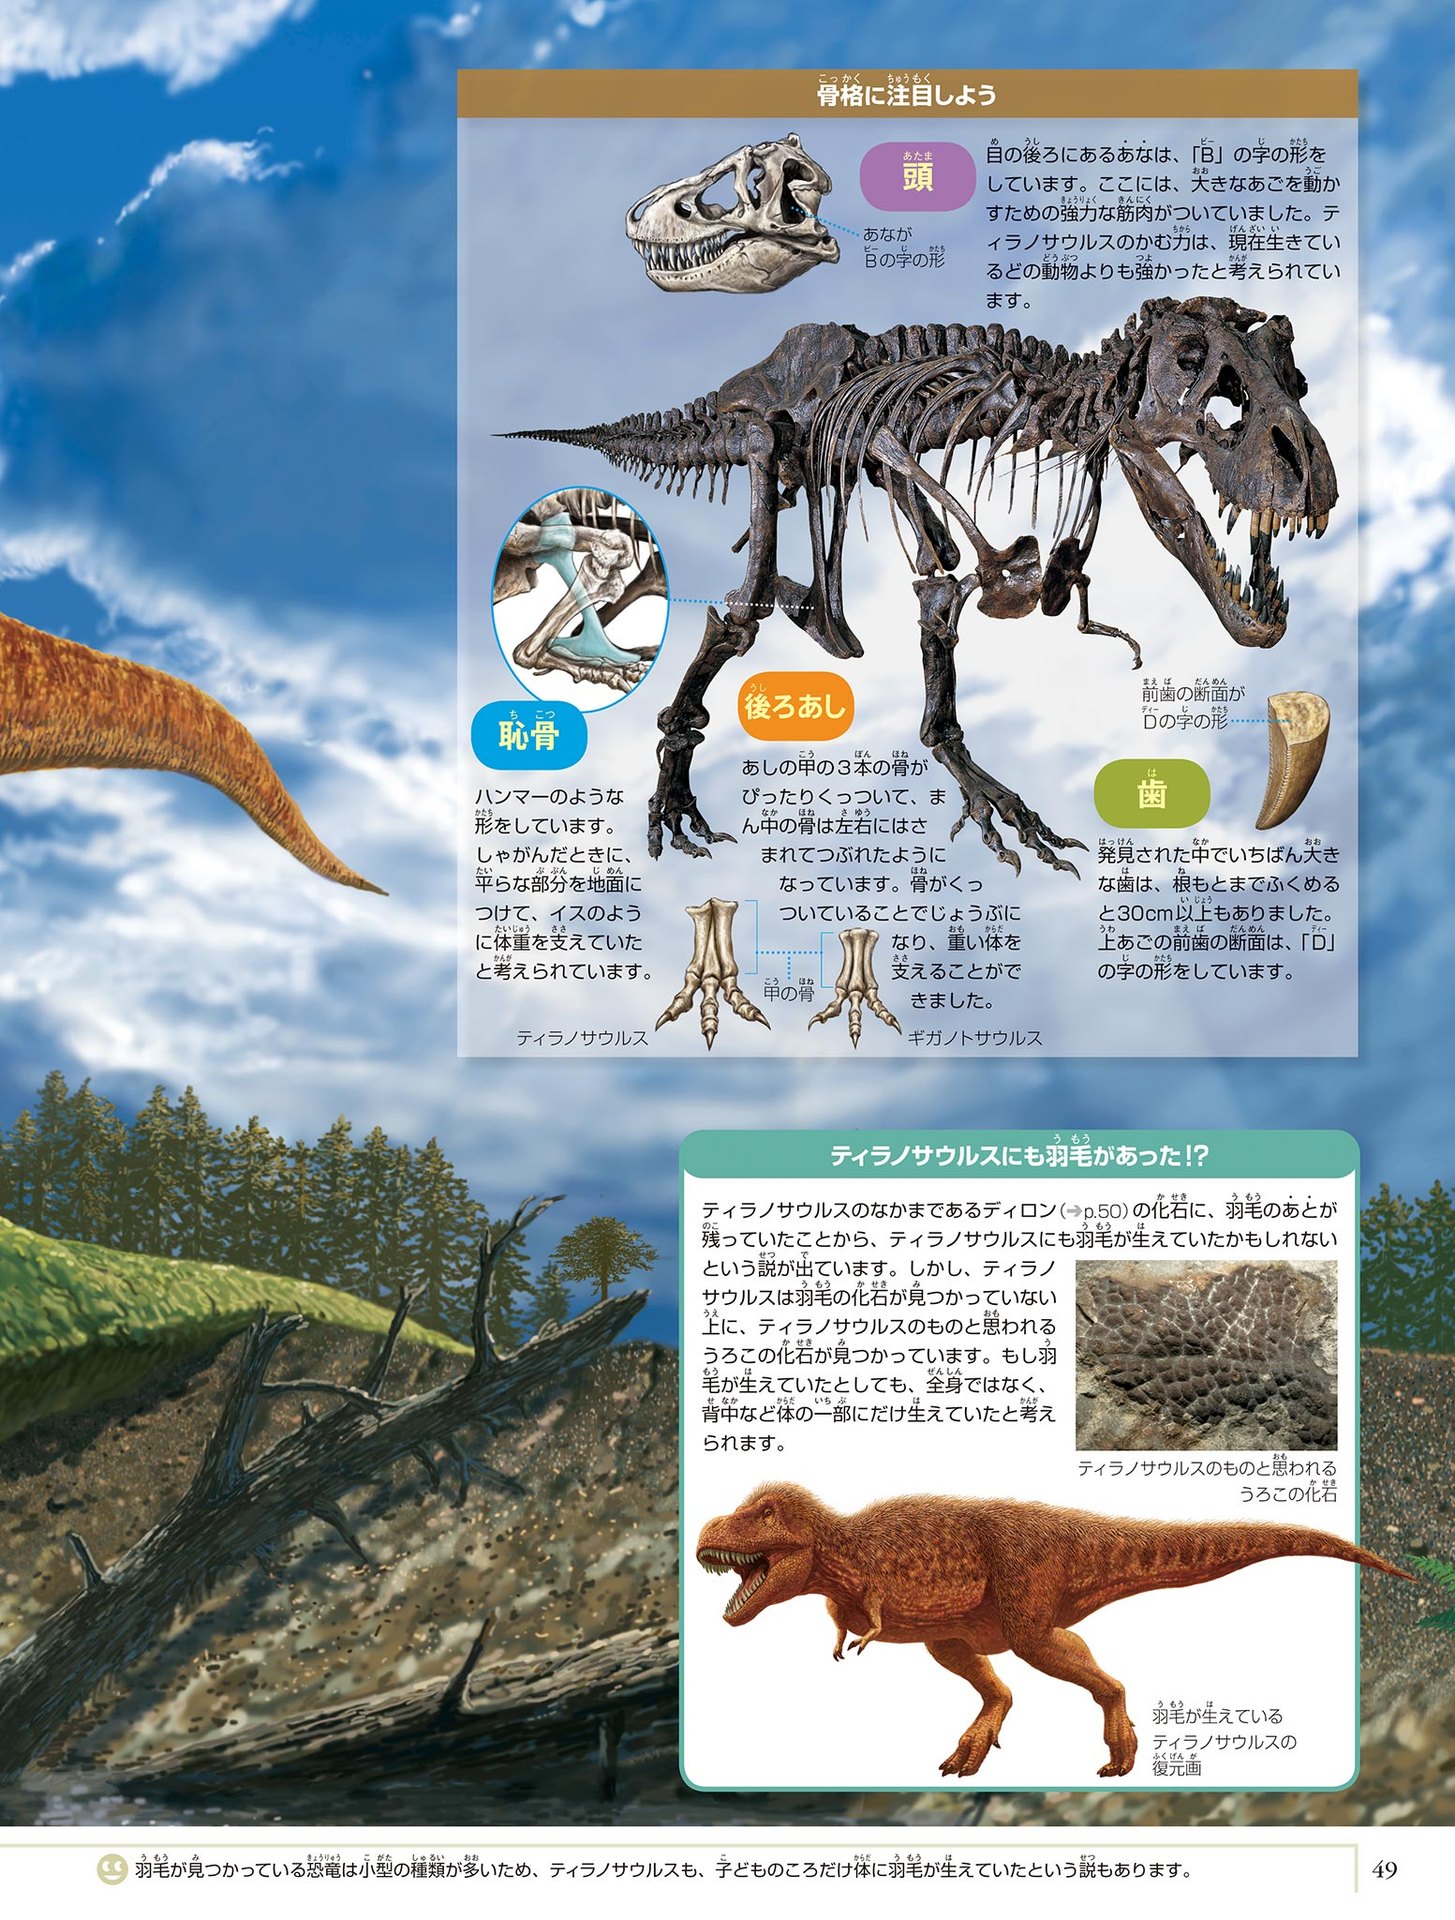 骨格に注目しよう
頭
目の後ろにあるあなは、「B」の字の形を
しています。ここには、大きなあごを動か
すための強力な筋肉がついていました。テ
ィラノサウルスのかむ力は、現在生きてい
るどの動物よりも強かったと考えられてい
ます。
あなが
Bの字の形
恥骨
ハンマーのような
形をしています。
しゃがんだときに、
平らな部分を地面に
つけて、イスのよう
に体重を支えていた
と考えられています。
後ろあし
あしの甲の3本の骨が
ぴったりくっついて、ま
ん中の骨は左右にはさ
まれてつぶれたように
なっています。骨がくっ
ついていることでじょうぶに
なり、重い体を
支えることがで
きました。
甲の骨
ティラノサウルス
ギガノトサウルス
前歯の断面が
Dの字の形
歯
発見された中でいちばん大き
な歯は、根もとまでふくめる
と30cm以上もありました。
上あごの前歯の断面は、「D」
の字の形をしています。
ティラノサウルスにも羽毛があった!?
ティラノサウルスのなかまであるディロン(➔p.50)の化石に、羽毛のあとが
残っていたことから、ティラノサウルスにも羽毛が生えていたかもしれない
という説が出ています。しかし、ティラノ
サウルスは羽毛の化石が見つかっていない
上に、ティラノサウルスのものと思われる
うろこの化石が見つかっています。もし羽
毛が生えていたとしても、全身ではなく、
背中など体の一部にだけ生えていたと考え
られます。
ティラノサウルスのものと思われる
うろこの化石
羽毛が生えている
ティラノサウルスの
復元画
羽毛が見つかっている恐竜は小型の種類が多いため、ティラノサウルスも、子どものころだけ体に羽毛が生えていたという説もあります。
49